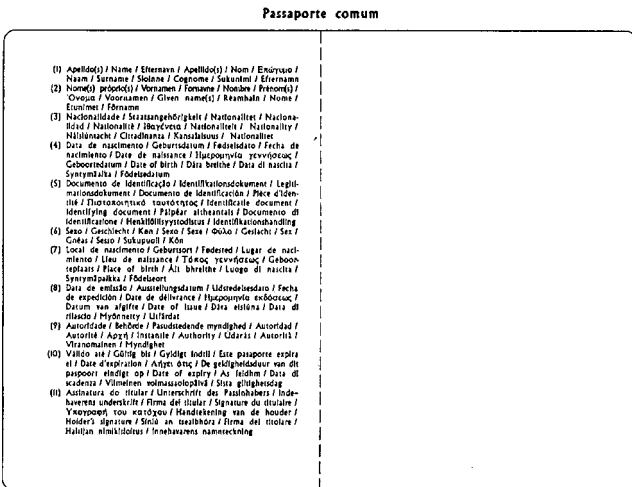 Passaporte comum
(1) Apelido(s) / Name / Efternavn / Apellido(s) / Nom / Επώνυμο /
Naam / Surname / Sloinne / Cognome / Sukunimi / Efternamn
(2) Nome(s) próprio(s) / Vornamen / Fornavne / Nombre / Prénom(s) /
Όνομα / Voornamen / Given name(s) / Réamhainm / Nome /
Etunimet / Förnamn
(3) Nacionalidade / Staatsangehörigkeit / Nationalitet / Naciona-
lidad / Nationalité / Ιθαγένεια / Nationaliteit / Nationality /
Náisiúntacht / Cittadinanza / Kansalaisuus / Nationalitet
(4) Data de nascimento / Geburtsdatum / Fødselsdato / Fecha de
nacimiento / Date de naissance / Ημερομηνία γεννήσεως /
Geboortedatum / Date of birth / Dáta breithe / Data di nascita /
Syntymäaika / Födelsedatum
(5) Documento de identificação / Identifikationsdokument / Legiti-
mationsdokument / Documento de identificación / Pièce d'iden-
tité / Πιστοποιητικό ταυτότητος / Identificatie document /
Identifying document / Páipéar aitheantais / Documento di
identificazione / Henkilöllisyystodistus / Identifikationshandling
(6) Sexo / Geschlecht / Køn / Sexo / Sexe / Φύλο / Geslacht / Sex /
Gnéas / Sesso / Sukupuoli / Kön
(7) Local de nascimento / Geburtsort / Fødested / Lugar de naci-
miento / Lieu de naissance / Τόπος γεννήσεως / Geboor-
teplaats / Place of birth / Áit bhreithe / Luogo di nascita /
Syntymäpaikka / Födelseort
(8) Data de emissão / Ausstellungsdatum / Udstedelsesdato / Fecha
de expedición / Date de délivrance / Ημερομηνία εκδόσεως /
Datum van afgifte / Date of issue / Dáta eisiúna / Data di
rilascio / Myönnetty / Utfärdat
(9) Autoridade / Behörde / Pasudstedende myndighed / Autoridad /
Autorité / Αρχή / Instantie / Authority / Údarás / Autorità /
Viranomainen / Myndighet
(10) Válido até / Gültig bis / Gyldigt indtil / Este pasaporte expira
el / Date d'expiration / Λήγει στις / De geldigheidsduur van dit
paspoort eindigt op / Date of expiry / As feidhm / Data di
scadenza / Viimeinen voimassaolopäivä / Sista giltighetsdag
(11) Assinatura do titular / Unterschrift des Passinhabers / Inde-
haverens underskrift / Firma del titular / Signature du titulaire /
Υπογραφή του κατόχου / Handtekening van de houder /
Holder's signature / Síniú an tsealbhóra / Firma del titolare /
Haltijan nimikirjoitus / Innehavarens namnteckning